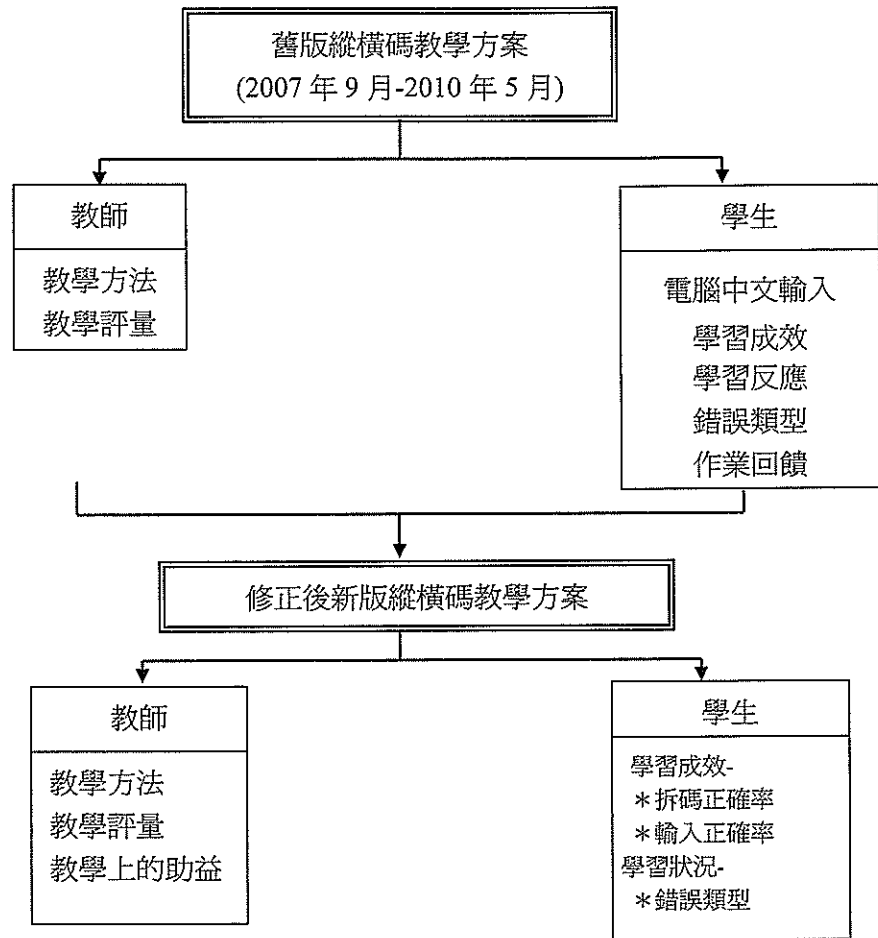 舊版縱橫碼教學方案
(2007 年 9 月-2010 年 5 月)
教師
教學方法
教學評量
學生
電腦中文輸入
學習成效
學習反應
錯誤類型
作業回饋
修正後新版縱橫碼教學方案
教師
教學方法
教學評量
教學上的助益
學生
學習成效-
＊拆碼正確率
＊輸入正確率
學習狀況-
＊錯誤類型